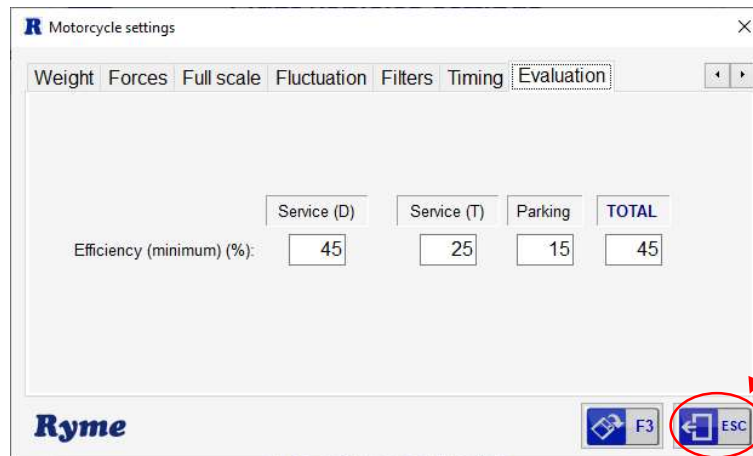 R Motorcycle settings
Weight Forces Full scale Fluctuation Filters Timing Evaluation
Service (D) Service (T) Parking TOTAL
Efficiency (minimum) (%): 45 25 15 45
Ryme F3 ESC